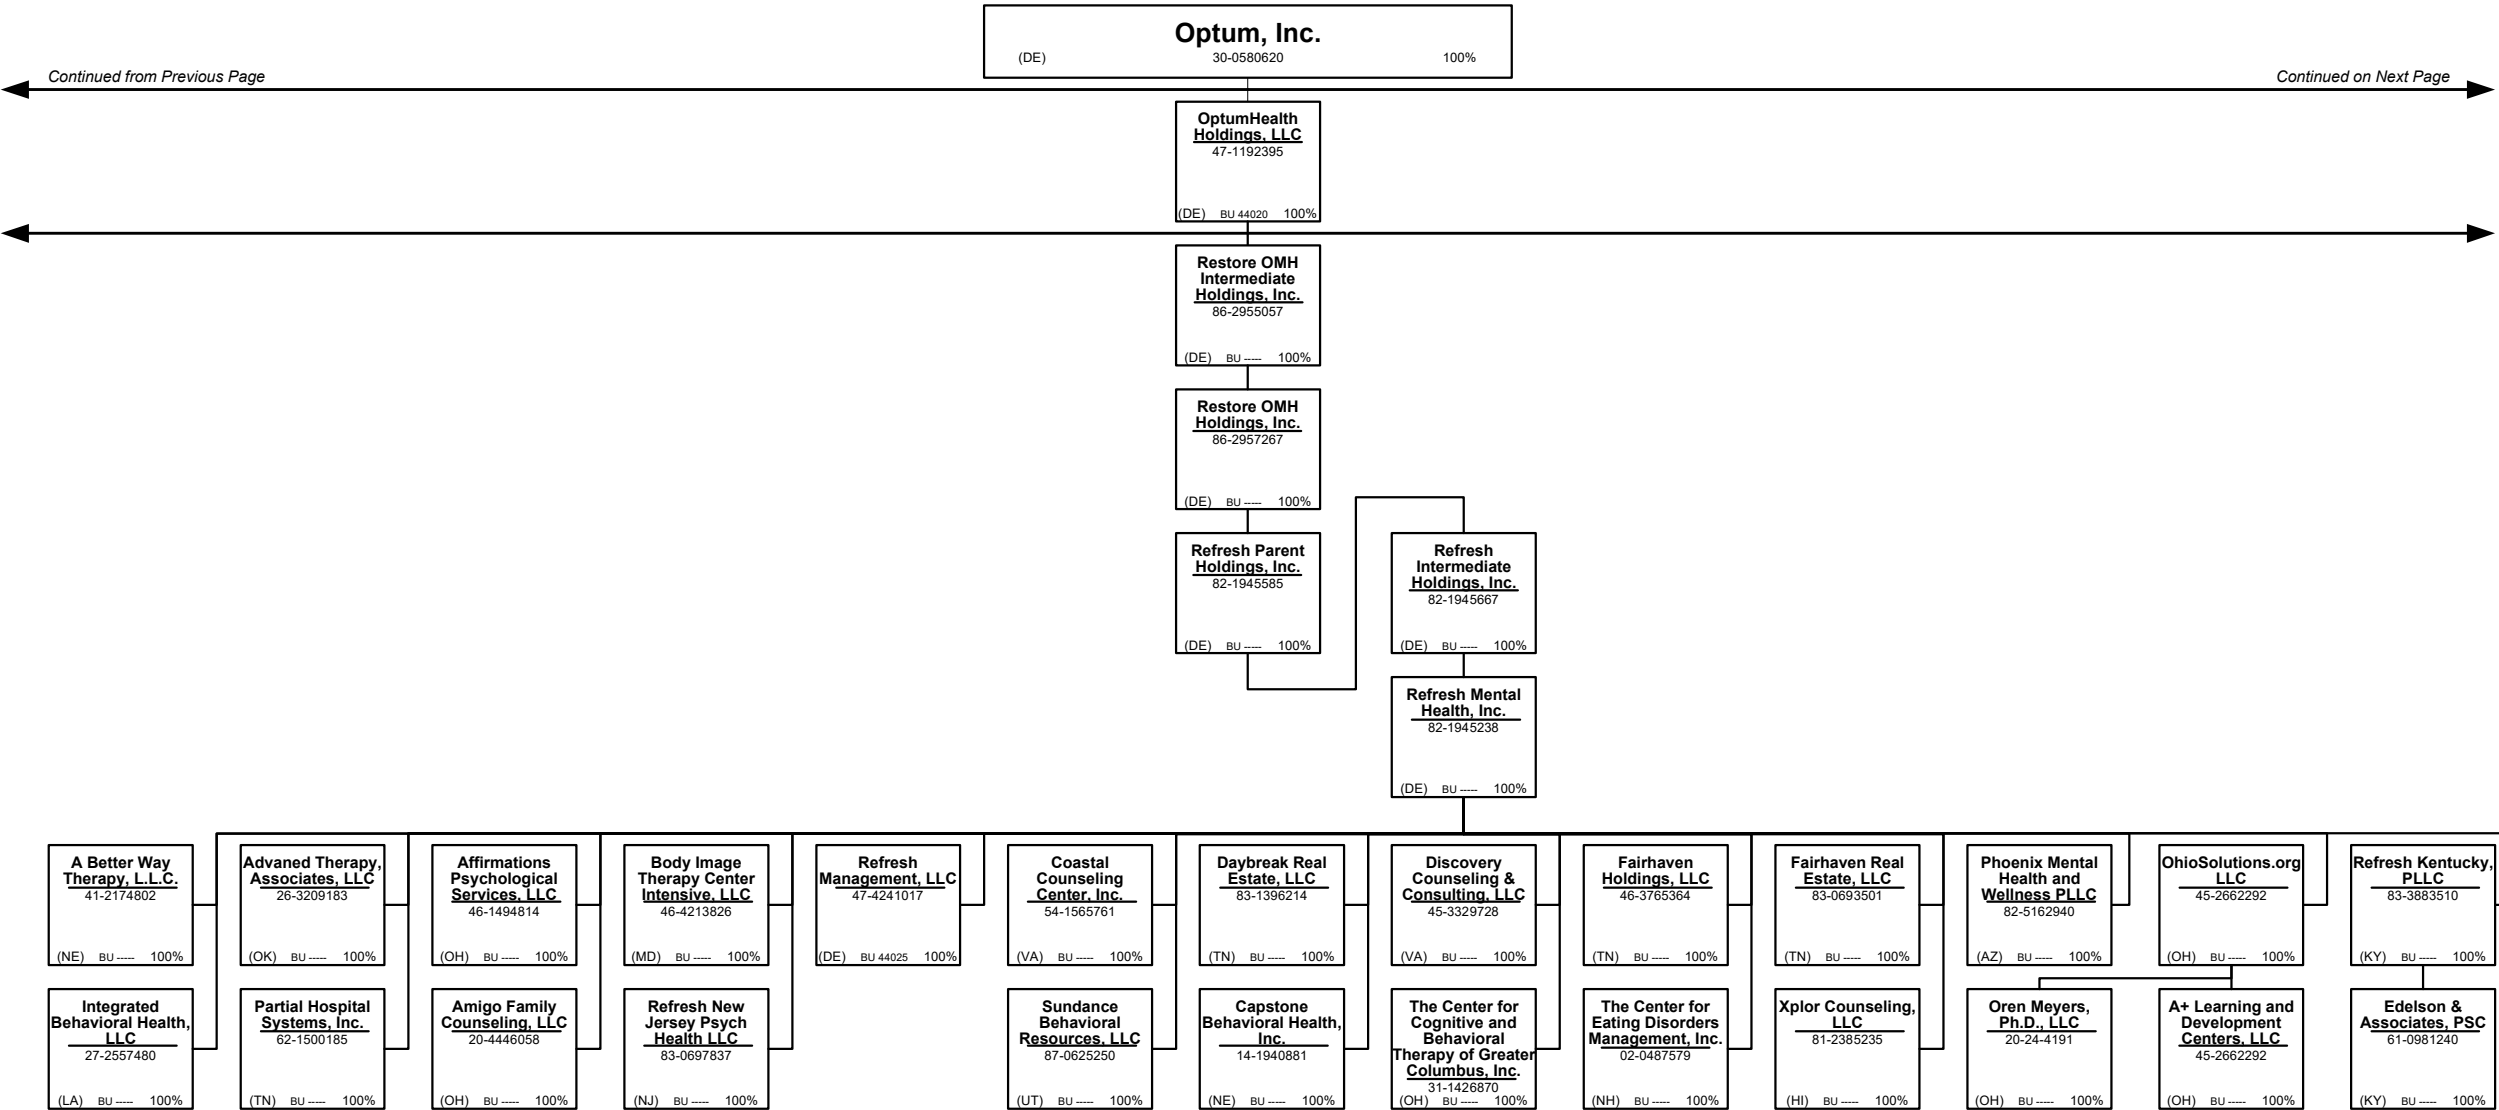 Optum, Inc.
(DE) 30-0580620 100%
Continued from Previous Page
Continued on Next Page
OptumHealth
Holdings, LLC
47-1192395
(DE) BU 44020 100%
Restore OMH
Intermediate
Holdings, Inc.
86-2955057
(DE) BU ----- 100%
Restore OMH
Holdings, Inc.
86-2957267
(DE) BU ----- 100%
Refresh Parent
Holdings, Inc.
82-1945585
(DE) BU ----- 100%
Refresh
Intermediate
Holdings, Inc.
82-1945667
(DE) BU ----- 100%
Refresh Mental
Health, Inc.
82-1945238
(DE) BU ----- 100%
A Better Way
Therapy, L.L.C.
41-2174802
(NE) BU ----- 100%
Advaned Therapy,
Associates, LLC
26-3209183
(OK) BU ----- 100%
Affirmations
Psychological
Services, LLC
46-1494814
(OH) BU ----- 100%
Body Image
Therapy Center
Intensive, LLC
46-4213826
(MD) BU ----- 100%
Refresh
Management, LLC
47-4241017
(DE) BU 44025 100%
Coastal
Counseling
Center, Inc.
54-1565761
(VA) BU ----- 100%
Daybreak Real
Estate, LLC
83-1396214
(TN) BU ----- 100%
Discovery
Counseling &
Consulting, LLC
45-3329728
(VA) BU ----- 100%
Fairhaven
Holdings, LLC
46-3765364
(TN) BU ----- 100%
Fairhaven Real
Estate, LLC
83-0693501
(TN) BU ----- 100%
Phoenix Mental
Health and
Wellness PLLC
82-5162940
(AZ) BU ----- 100%
OhioSolutions.org
LLC
45-2662292
(OH) BU ----- 100%
Refresh Kentucky,
PLLC
83-3883510
(KY) BU ----- 100%
Integrated
Behavioral Health,
LLC
27-2557480
(LA) BU ----- 100%
Partial Hospital
Systems, Inc.
62-1500185
(TN) BU ----- 100%
Amigo Family
Counseling, LLC
20-4446058
(OH) BU ----- 100%
Refresh New
Jersey Psych
Health LLC
83-0697837
(NJ) BU ----- 100%
Sundance
Behavioral
Resources, LLC
87-0625250
(UT) BU ----- 100%
Capstone
Behavioral Health,
Inc.
14-1940881
(NE) BU ----- 100%
The Center for
Cognitive and
Behavioral
Therapy of Greater
Columbus, Inc.
31-1426870
(OH) BU ----- 100%
The Center for
Eating Disorders
Management, Inc.
02-0487579
(NH) BU ----- 100%
Xplor Counseling,
LLC
81-2385235
(HI) BU ----- 100%
Oren Meyers,
Ph.D., LLC
20-24-4191
(OH) BU ----- 100%
A+ Learning and
Development
Centers, LLC
45-2662292
(OH) BU ----- 100%
Edelson &
Associates, PSC
61-0981240
(KY) BU ----- 100%